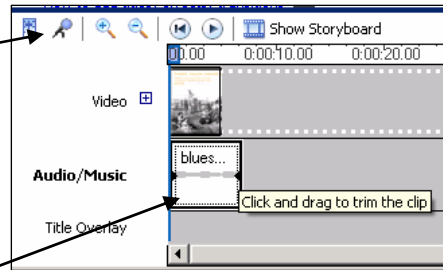 Show Storyboard
00.00 0:00:10.00 0:00:20.00
Video
blues...
Audio/Music
Click and drag to trim the clip
Title Overlay